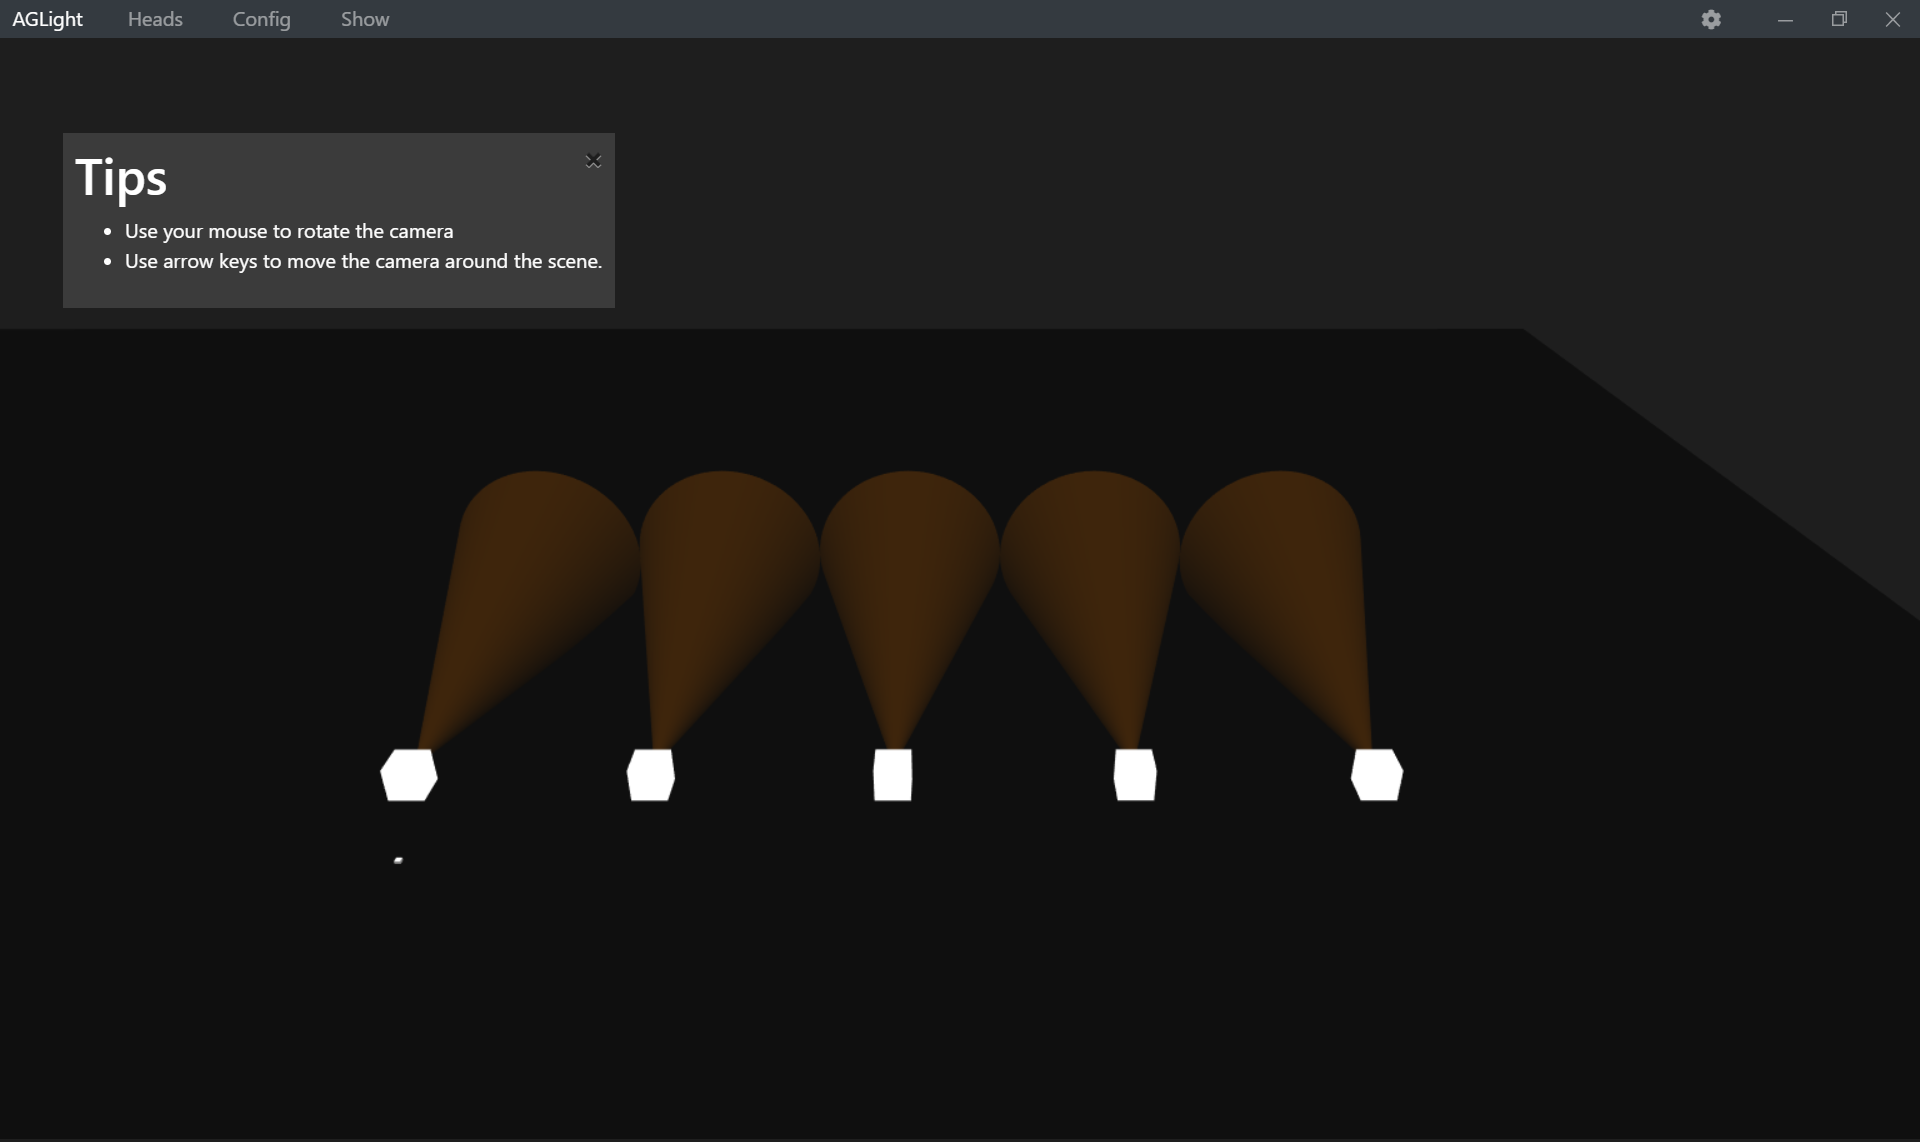 AGLight Heads Config Show
Tips
Use your mouse to rotate the camera
Use arrow keys to move the camera around the scene.